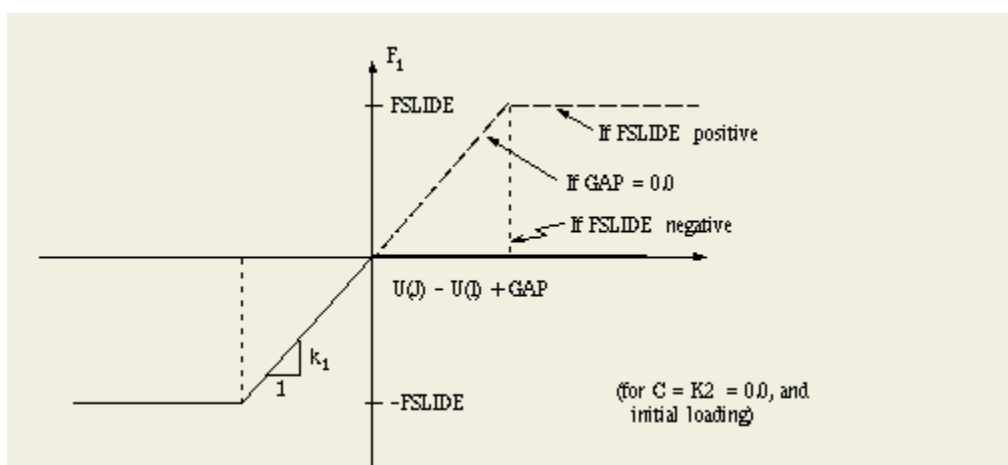 F1
FSLIDE
If FSLIDE positive
If GAP = 0.0
If FSLIDE negative
U(J) - U(I) + GAP
k1
1
-FSLIDE
(for C = K2 = 0.0, and
initial loading)